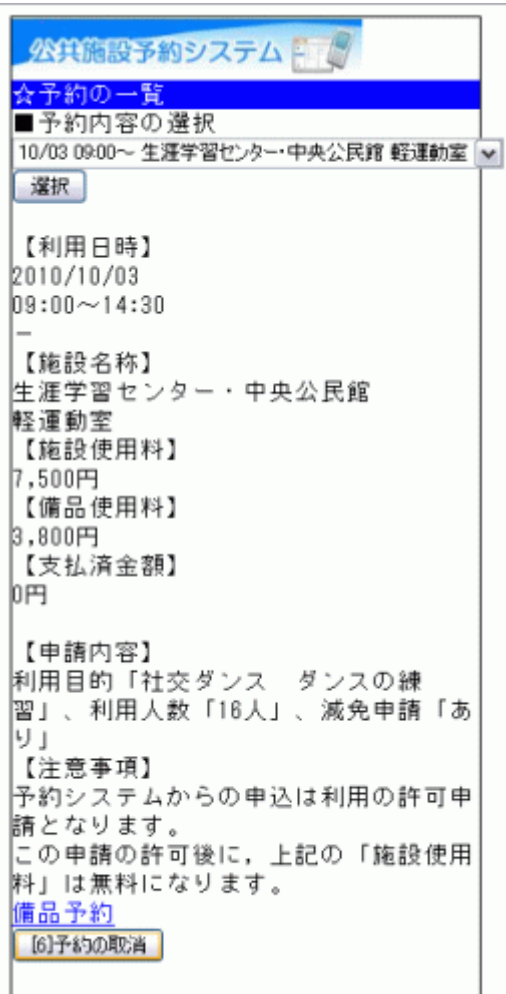 公共施設予約システム
☆予約の一覧
■予約内容の選択
10/03 09:00～ 生涯学習センター・中央公民館 軽運動室
選択
【利用日時】
2010/10/03
09:00～14:30
－
【施設名称】
生涯学習センター・中央公民館
軽運動室
【施設使用料】
7,500円
【備品使用料】
3,800円
【支払済金額】
0円
【申請内容】
利用目的「社交ダンス　ダンスの練
習」、利用人数「16人」、減免申請「あ
り」
【注意事項】
予約システムからの申込は利用の許可申
請となります。
この申請の許可後に，上記の「施設使用
料」は無料になります。
備品予約
[6]予約の取消